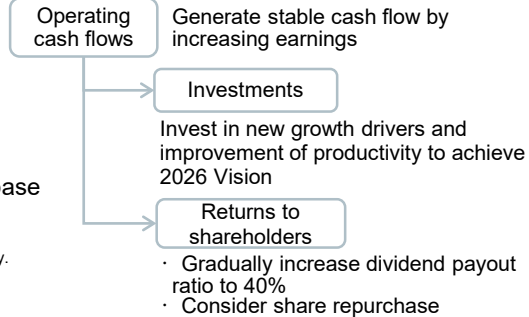 Operating
cash flows
Generate stable cash flow by
increasing earnings
Investments
Invest in new growth drivers and
improvement of productivity to achieve
2026 Vision
Returns to
shareholders
· Gradually increase dividend payout
ratio to 40%
· Consider share repurchase